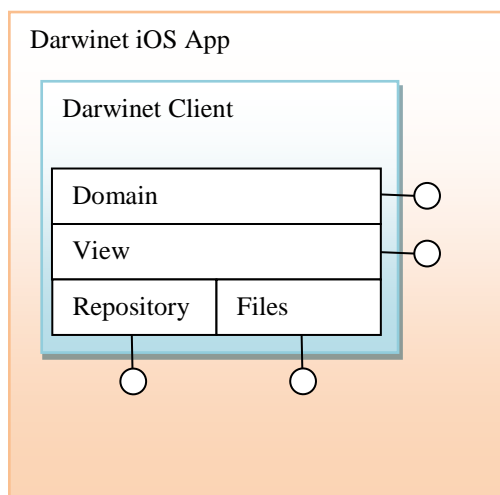 Darwinet iOS App
Darwinet Client
Domain
View
Repository
Files